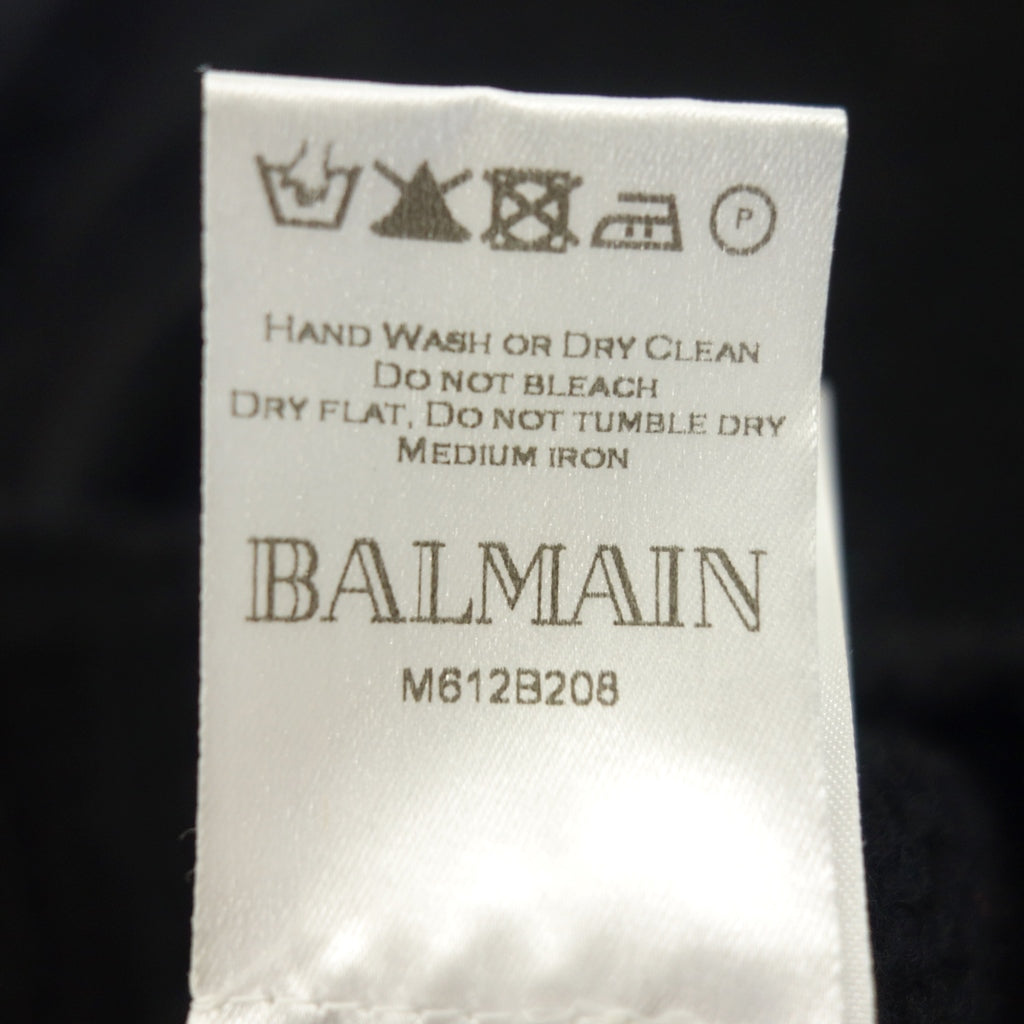 P
HAND WASH OR DRY CLEAN
DO NOT BLEACH
DRY FLAT, DO NOT TUMBLE DRY
MEDIUM IRON
BALMAIN
M612B208